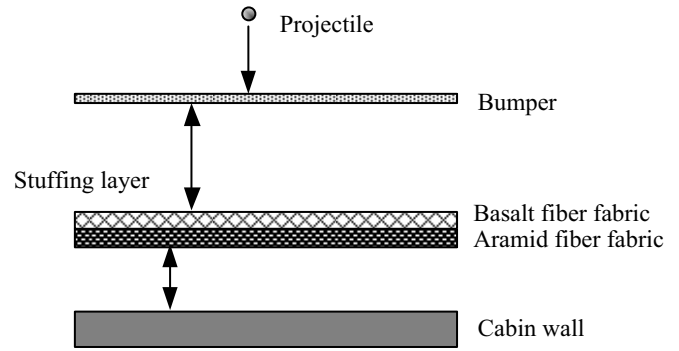 Projectile
Bumper
Stuffing layer
Basalt fiber fabric
Aramid fiber fabric
Cabin wall